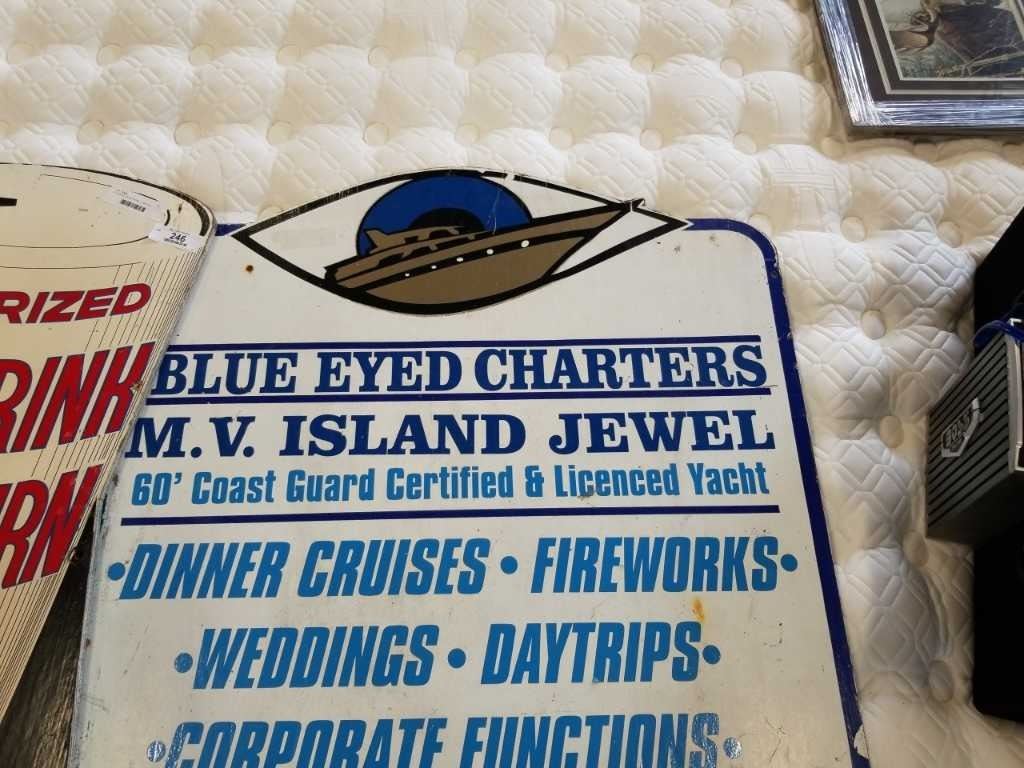 246
RIZED
RINK
RN
BLUE EYED CHARTERS
M.V. ISLAND JEWEL
60' Coast Guard Certified & Licenced Yacht
•DINNER CRUISES • FIREWORKS•
•WEDDINGS • DAYTRIPS•
•CORPORATE FUNCTIONS•